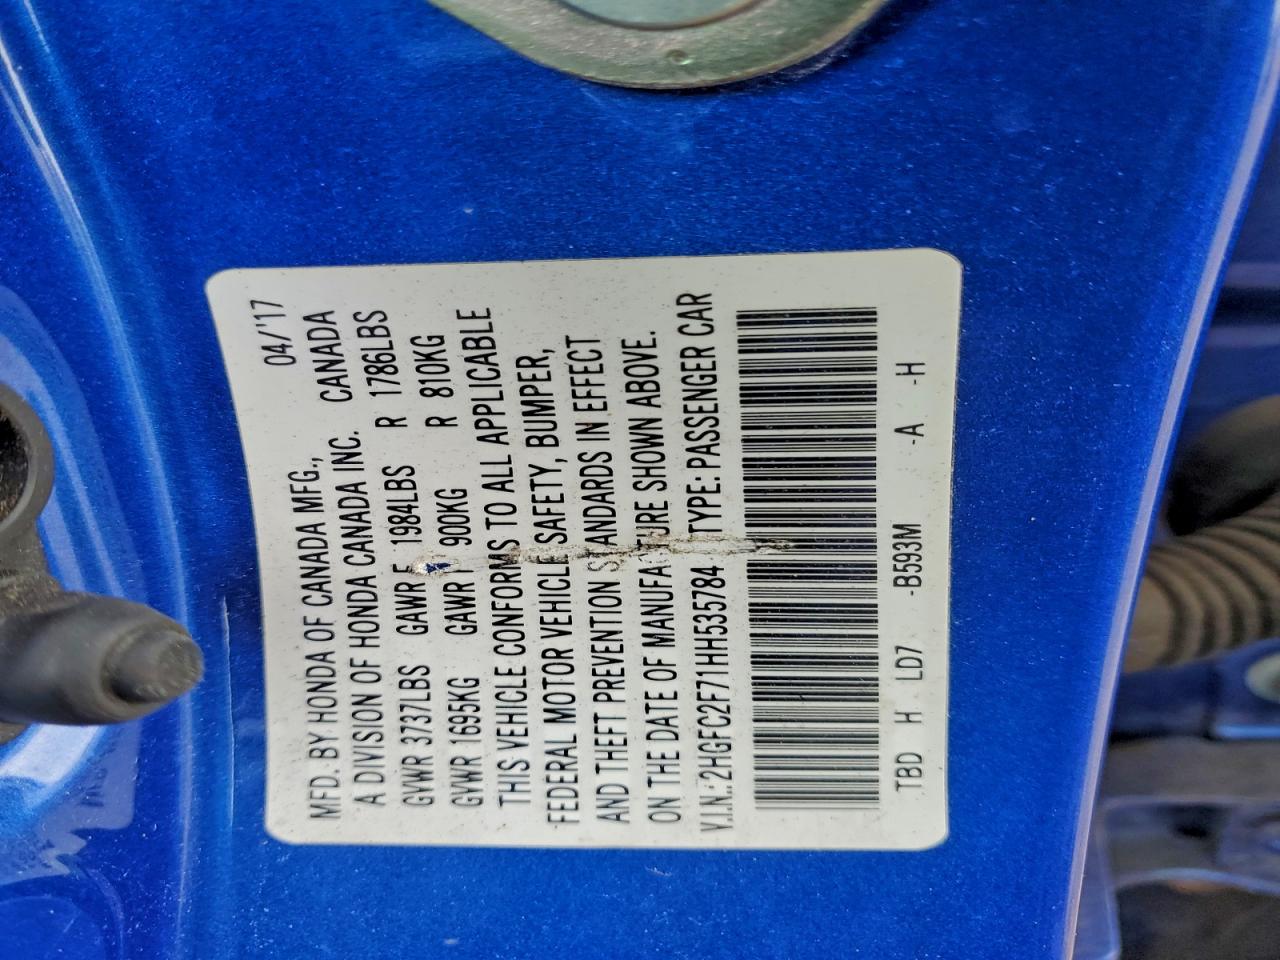 04/'17
MFD. BY HONDA OF CANADA MFG.,
A DIVISION OF HONDA CANADA INC. CANADA
GVWR 3737LBS GAWR F 1984LBS R 1786LBS
GVWR 1695KG GAWR F 900KG R 810KG
THIS VEHICLE CONFORMS TO ALL APPLICABLE
FEDERAL MOTOR VEHICLE SAFETY, BUMPER,
AND THEFT PREVENTION STANDARDS IN EFFECT
ON THE DATE OF MANUFACTURE SHOWN ABOVE.
V.I.N.:2HGFC2F71HH535784 TYPE: PASSENGER CAR
TBD H LD7 -B593M -A -H